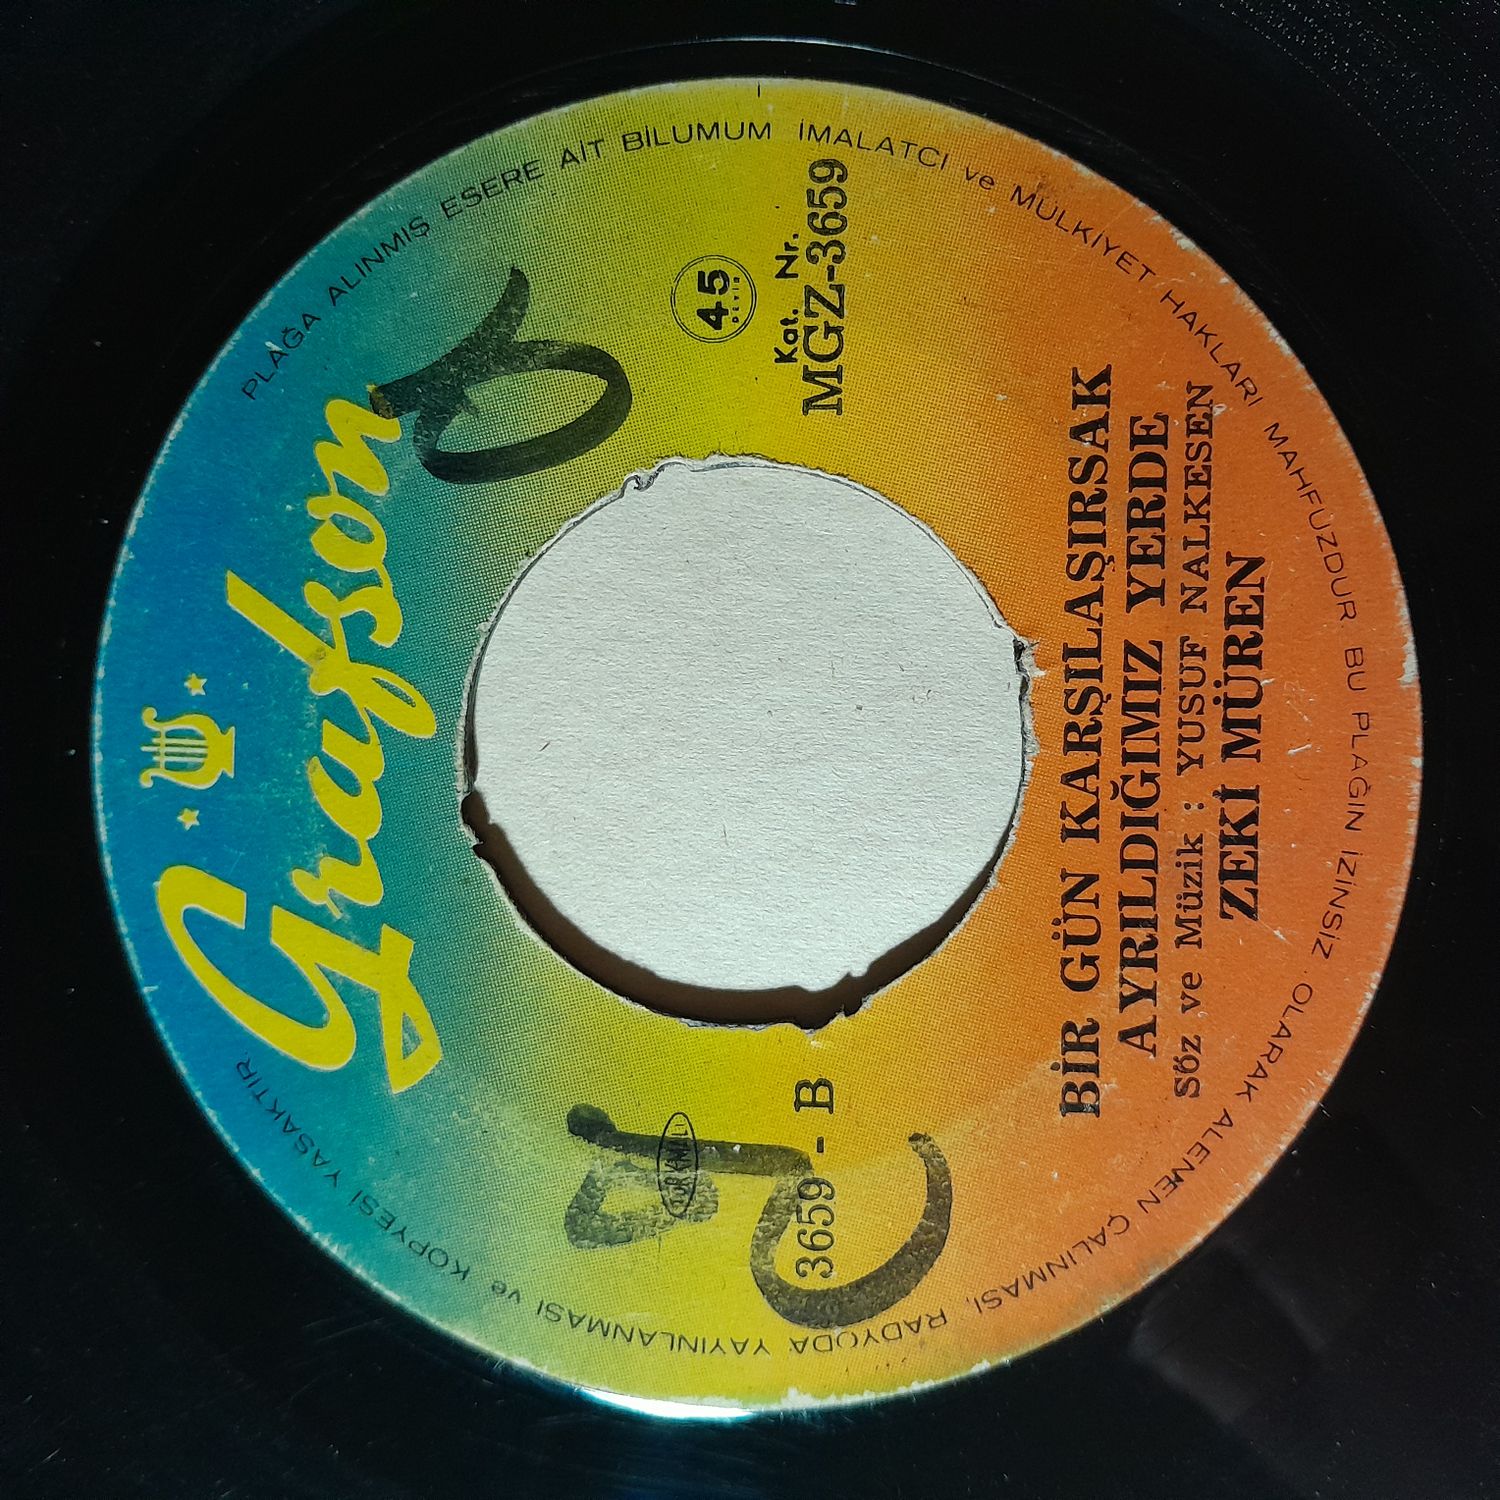 PLAĞA ALINMIŞ ESERE AİT BİLUMUM İMALATCI ve MÜLKİYET HAKLARI MAHFUZDUR. BU PLAĞIN İZİNSİZ OLARAK ALENEN ÇALINMASI, RADYODA YAYINLANMASI ve KOPYESİ YASAKTIR
Grafson
3659 - B
45
DEVİR
Kat. Nr.
MGZ-3659
BİR GÜN KARŞILAŞIRSAK
AYRILDIĞIMIZ YERDE
Söz ve Müzik : YUSUF NALKESEN
ZEKİ MÜREN